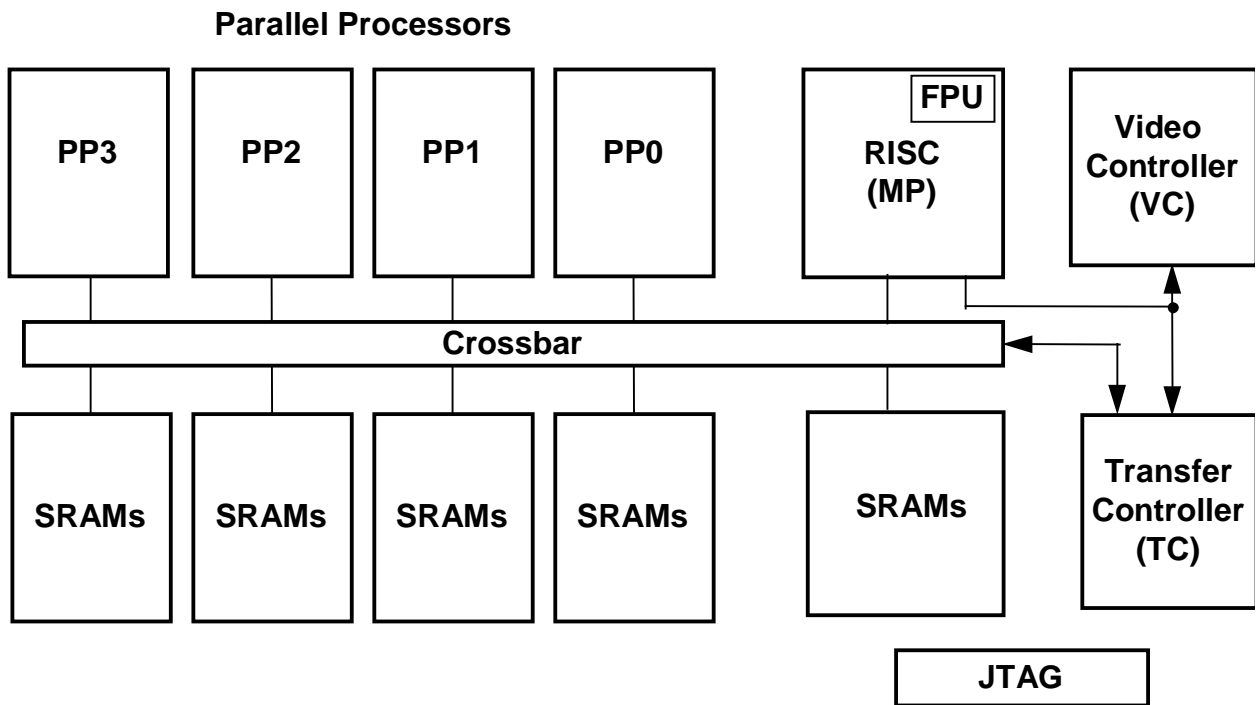 Parallel Processors
PP3
PP2
PP1
PP0
FPU
RISC
(MP)
Video
Controller
(VC)
Crossbar
SRAMs
SRAMs
SRAMs
SRAMs
SRAMs
Transfer
Controller
(TC)
JTAG